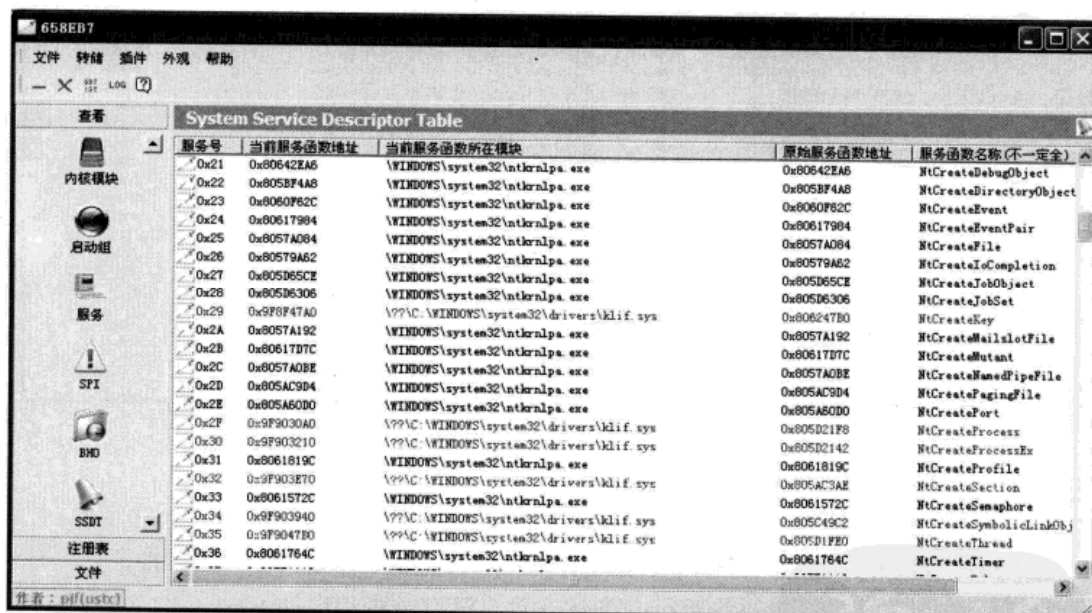 658EB7
文件 转储 插件 外观 帮助
LOG
查看
内核模块
启动组
服务
SPI
BHO
SSDT
注册表
文件
System Service Descriptor Table
服务号 当前服务函数地址 当前服务函数所在模块 原始服务函数地址 服务函数名称(不一定全)
0x21 0x80642EA6 \WINDOWS\system32\ntkrnlpa.exe 0x80642EA6 NtCreateDebugObject
0x22 0x805BF4A8 \WINDOWS\system32\ntkrnlpa.exe 0x805BF4A8 NtCreateDirectoryObject
0x23 0x8060F62C \WINDOWS\system32\ntkrnlpa.exe 0x8060F62C NtCreateEvent
0x24 0x80617984 \WINDOWS\system32\ntkrnlpa.exe 0x80617984 NtCreateEventPair
0x25 0x8057A084 \WINDOWS\system32\ntkrnlpa.exe 0x8057A084 NtCreateFile
0x26 0x80579A62 \WINDOWS\system32\ntkrnlpa.exe 0x80579A62 NtCreateIoCompletion
0x27 0x805D65CE \WINDOWS\system32\ntkrnlpa.exe 0x805D65CE NtCreateJobObject
0x28 0x805D6306 \WINDOWS\system32\ntkrnlpa.exe 0x805D6306 NtCreateJobSet
0x29 0x9F8F47A0 \??\C:\WINDOWS\system32\drivers\klif.sys 0x806247B0 NtCreateKey
0x2A 0x8057A192 \WINDOWS\system32\ntkrnlpa.exe 0x8057A192 NtCreateMailslotFile
0x2B 0x80617D7C \WINDOWS\system32\ntkrnlpa.exe 0x80617D7C NtCreateMutant
0x2C 0x8057A0BE \WINDOWS\system32\ntkrnlpa.exe 0x8057A0BE NtCreateNamedPipeFile
0x2D 0x805AC9D4 \WINDOWS\system32\ntkrnlpa.exe 0x805AC9D4 NtCreatePagingFile
0x2E 0x805A60D0 \WINDOWS\system32\ntkrnlpa.exe 0x805A60D0 NtCreatePort
0x2F 0x9F9030A0 \??\C:\WINDOWS\system32\drivers\klif.sys 0x805D21F8 NtCreateProcess
0x30 0x9F903210 \??\C:\WINDOWS\system32\drivers\klif.sys 0x805D2142 NtCreateProcessEx
0x31 0x8061819C \WINDOWS\system32\ntkrnlpa.exe 0x8061819C NtCreateProfile
0x32 0x9F903E70 \??\C:\WINDOWS\system32\drivers\klif.sys 0x805AC3AE NtCreateSection
0x33 0x8061572C \WINDOWS\system32\ntkrnlpa.exe 0x8061572C NtCreateSemaphore
0x34 0x9F903940 \??\C:\WINDOWS\system32\drivers\klif.sys 0x805C49C2 NtCreateSymbolicLinkObj
0x35 0x9F9047B0 \??\C:\WINDOWS\system32\drivers\klif.sys 0x805D1FE0 NtCreateThread
0x36 0x8061764C \WINDOWS\system32\ntkrnlpa.exe 0x8061764C NtCreateTimer
作者：pjf(ustc)